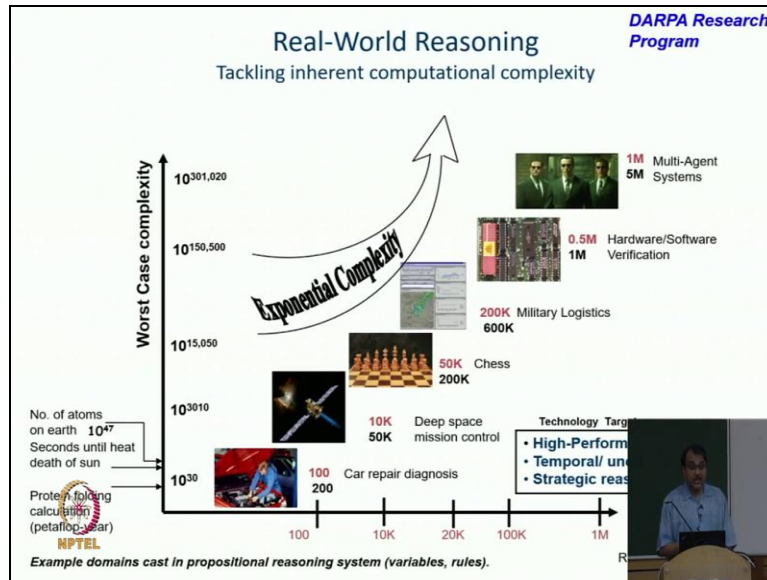 DARPA Research
Program
Real-World Reasoning
Tackling inherent computational complexity
Worst Case complexity
10^301,020
10^150,500
10^15,050
10^3010
10^30
Exponential Complexity
1M Multi-Agent
5M Systems
0.5M Hardware/Software
1M Verification
200K Military Logistics
600K
50K Chess
200K
10K Deep space
50K mission control
100 Car repair diagnosis
200
No. of atoms
on earth 10^47
Seconds until heat
death of sun
Protein folding
calculation
(petaflop-year)
NPTEL
Technology Target
• High-Perform
• Temporal/
• Strategic reas
100 10K 20K 100K 1M
R
Example domains cast in propositional reasoning system (variables, rules).